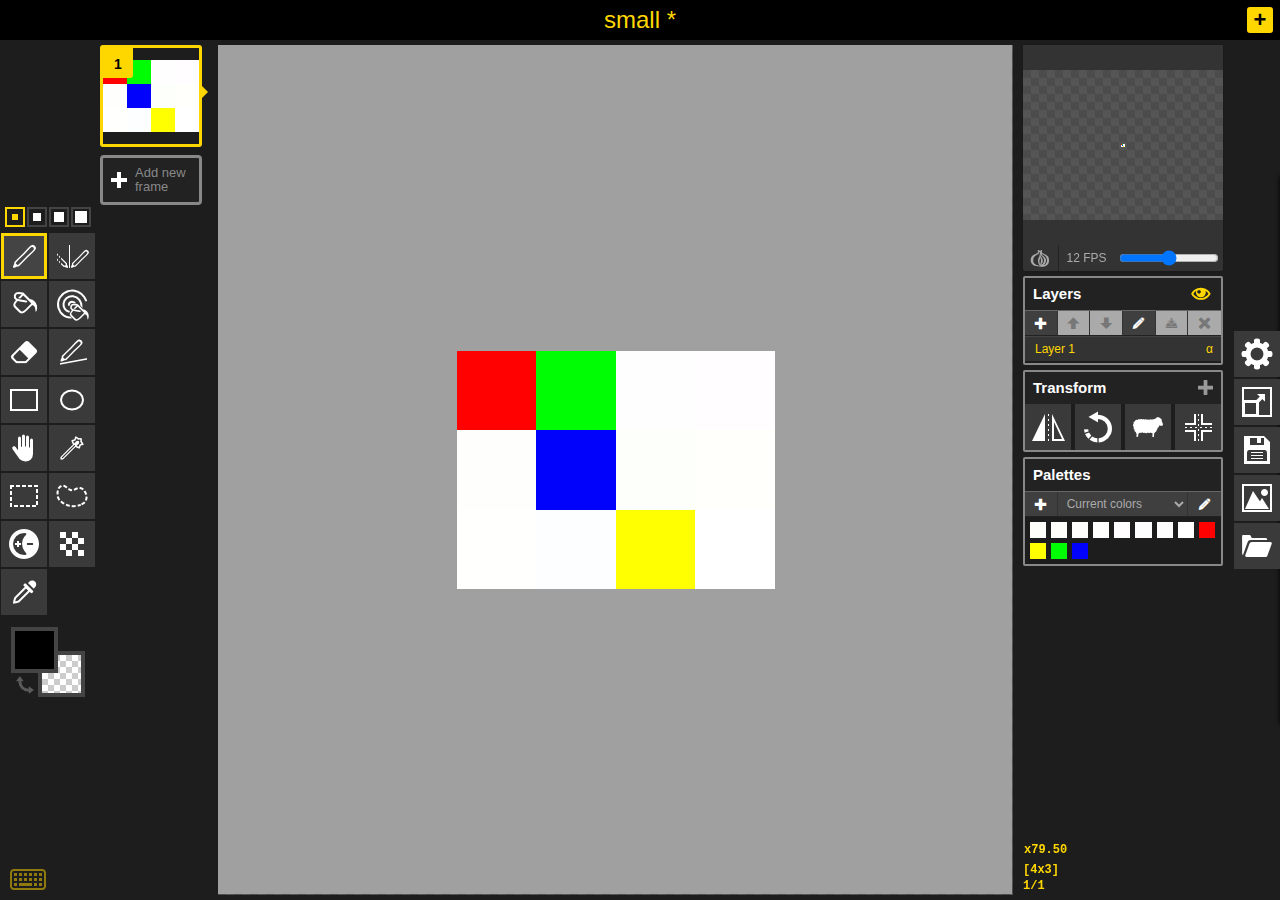 small *
+
1
Add new
frame
12 FPS
Layers
Layer 1
α
Transform
Palettes
Current colors
x79.50
[4x3]
1/1